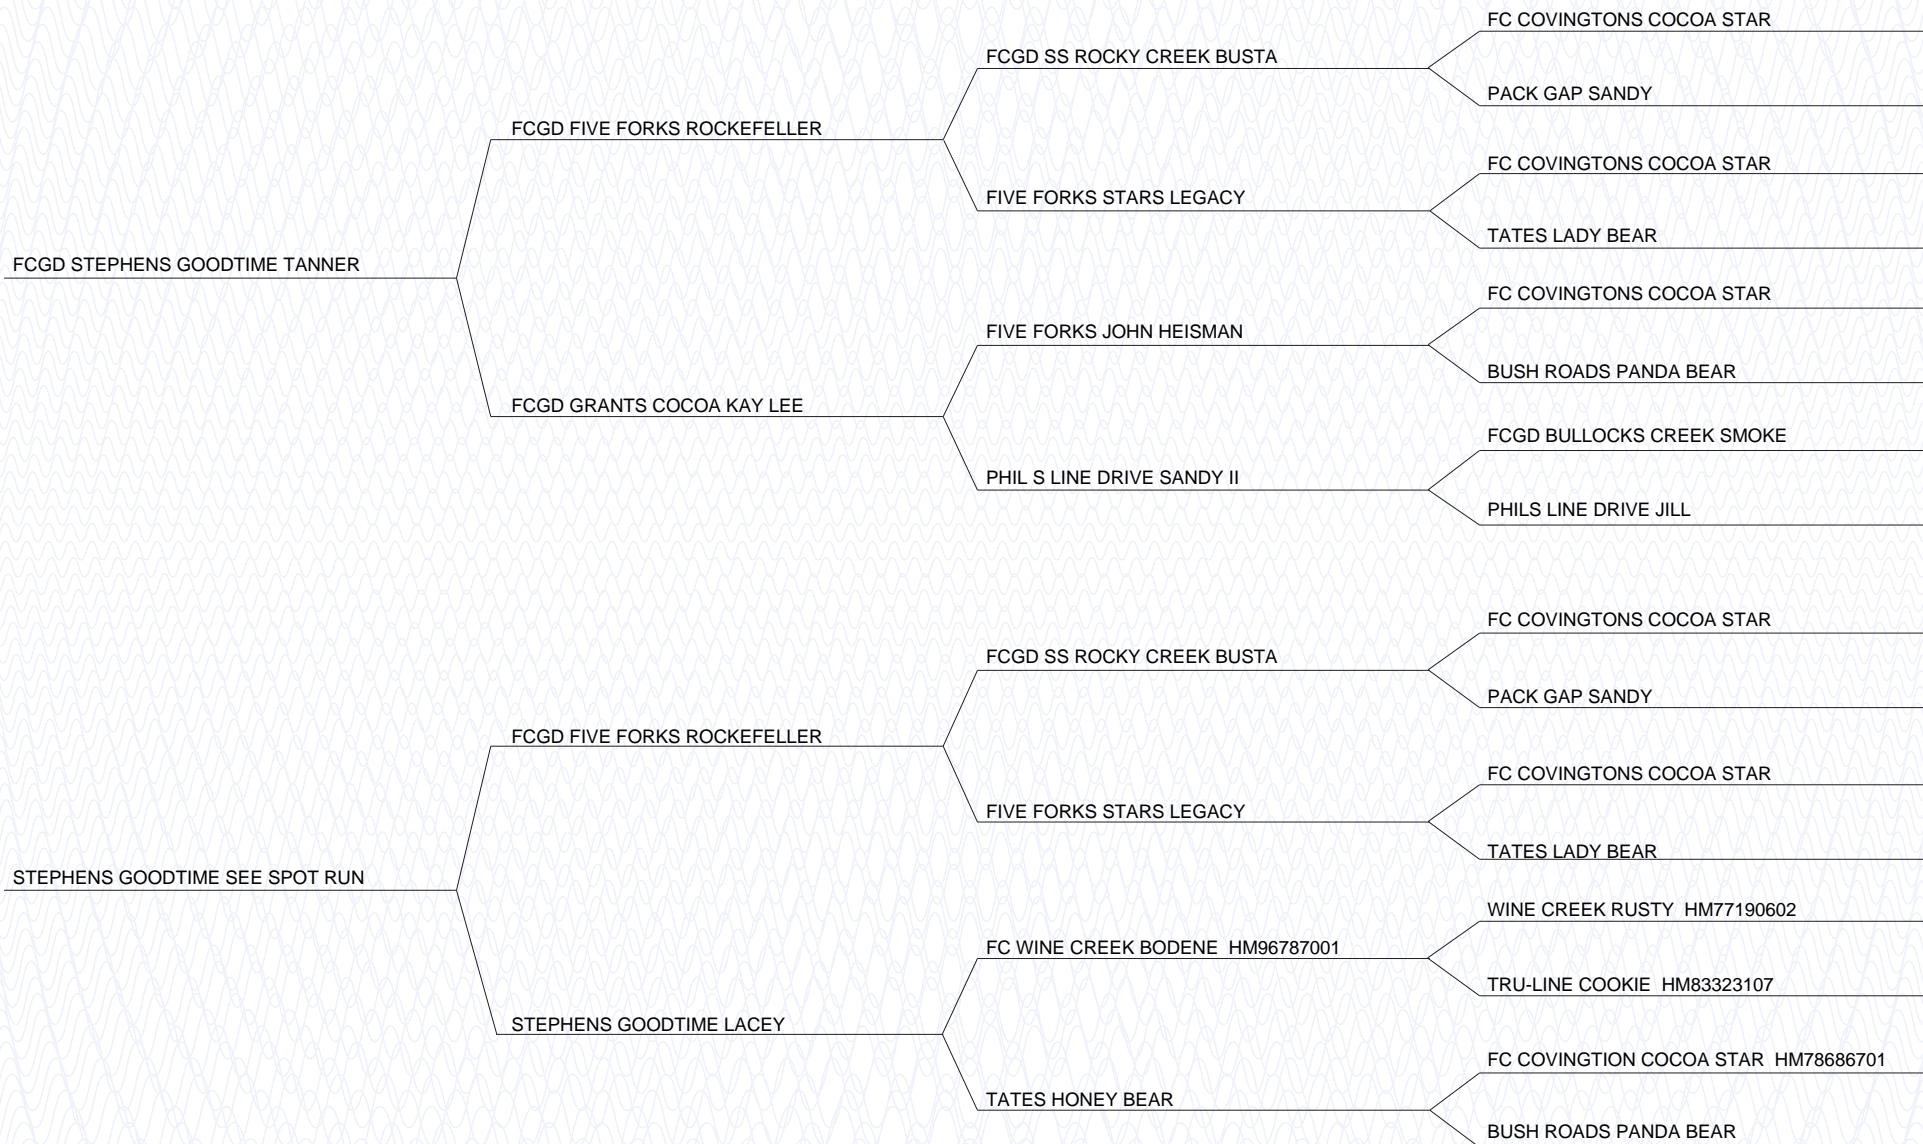 FC COVINGTONS COCOA STAR
FCGD SS ROCKY CREEK BUSTA
PACK GAP SANDY
FCGD FIVE FORKS ROCKEFELLER
FC COVINGTONS COCOA STAR
FIVE FORKS STARS LEGACY
TATES LADY BEAR
FCGD STEPHENS GOODTIME TANNER
FC COVINGTONS COCOA STAR
FIVE FORKS JOHN HEISMAN
BUSH ROADS PANDA BEAR
FCGD GRANTS COCOA KAY LEE
FCGD BULLOCKS CREEK SMOKE
PHIL S LINE DRIVE SANDY II
PHILS LINE DRIVE JILL
FC COVINGTONS COCOA STAR
FCGD SS ROCKY CREEK BUSTA
PACK GAP SANDY
FCGD FIVE FORKS ROCKEFELLER
FC COVINGTONS COCOA STAR
FIVE FORKS STARS LEGACY
TATES LADY BEAR
STEPHENS GOODTIME SEE SPOT RUN
WINE CREEK RUSTY HM77190602
FC WINE CREEK BODENE HM96787001
TRU-LINE COOKIE HM83323107
STEPHENS GOODTIME LACEY
FC COVINGTION COCOA STAR HM78686701
TATES HONEY BEAR
BUSH ROADS PANDA BEAR